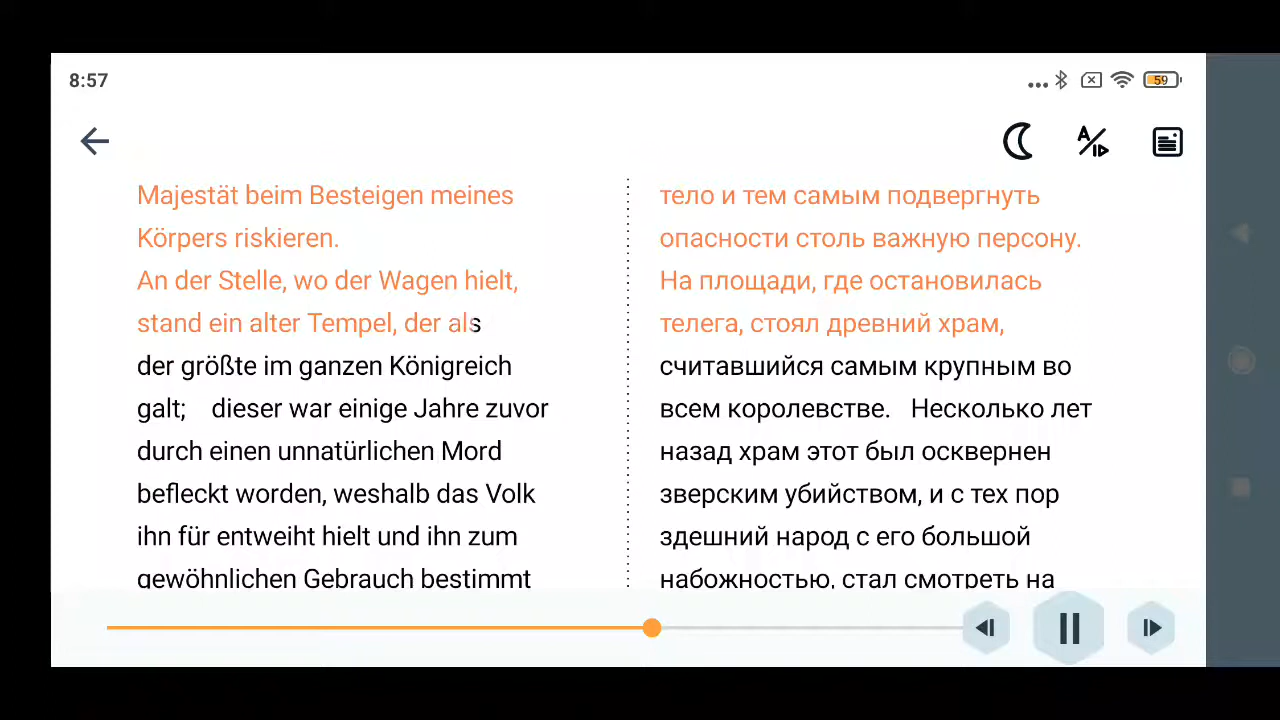 8:57
59
Majestät beim Besteigen meines
Körpers riskieren.
An der Stelle, wo der Wagen hielt,
stand ein alter Tempel, der als
der größte im ganzen Königreich
galt; dieser war einige Jahre zuvor
durch einen unnatürlichen Mord
befleckt worden, weshalb das Volk
ihn für entweiht hielt und ihn zum
gewöhnlichen Gebrauch bestimmt
тело и тем самым подвергнуть
опасности столь важную персону.
На площади, где остановилась
телега, стоял древний храм,
считавшийся самым крупным во
всем королевстве. Несколько лет
назад храм этот был осквернен
зверским убийством, и с тех пор
здешний народ с его большой
набожностью, стал смотреть на